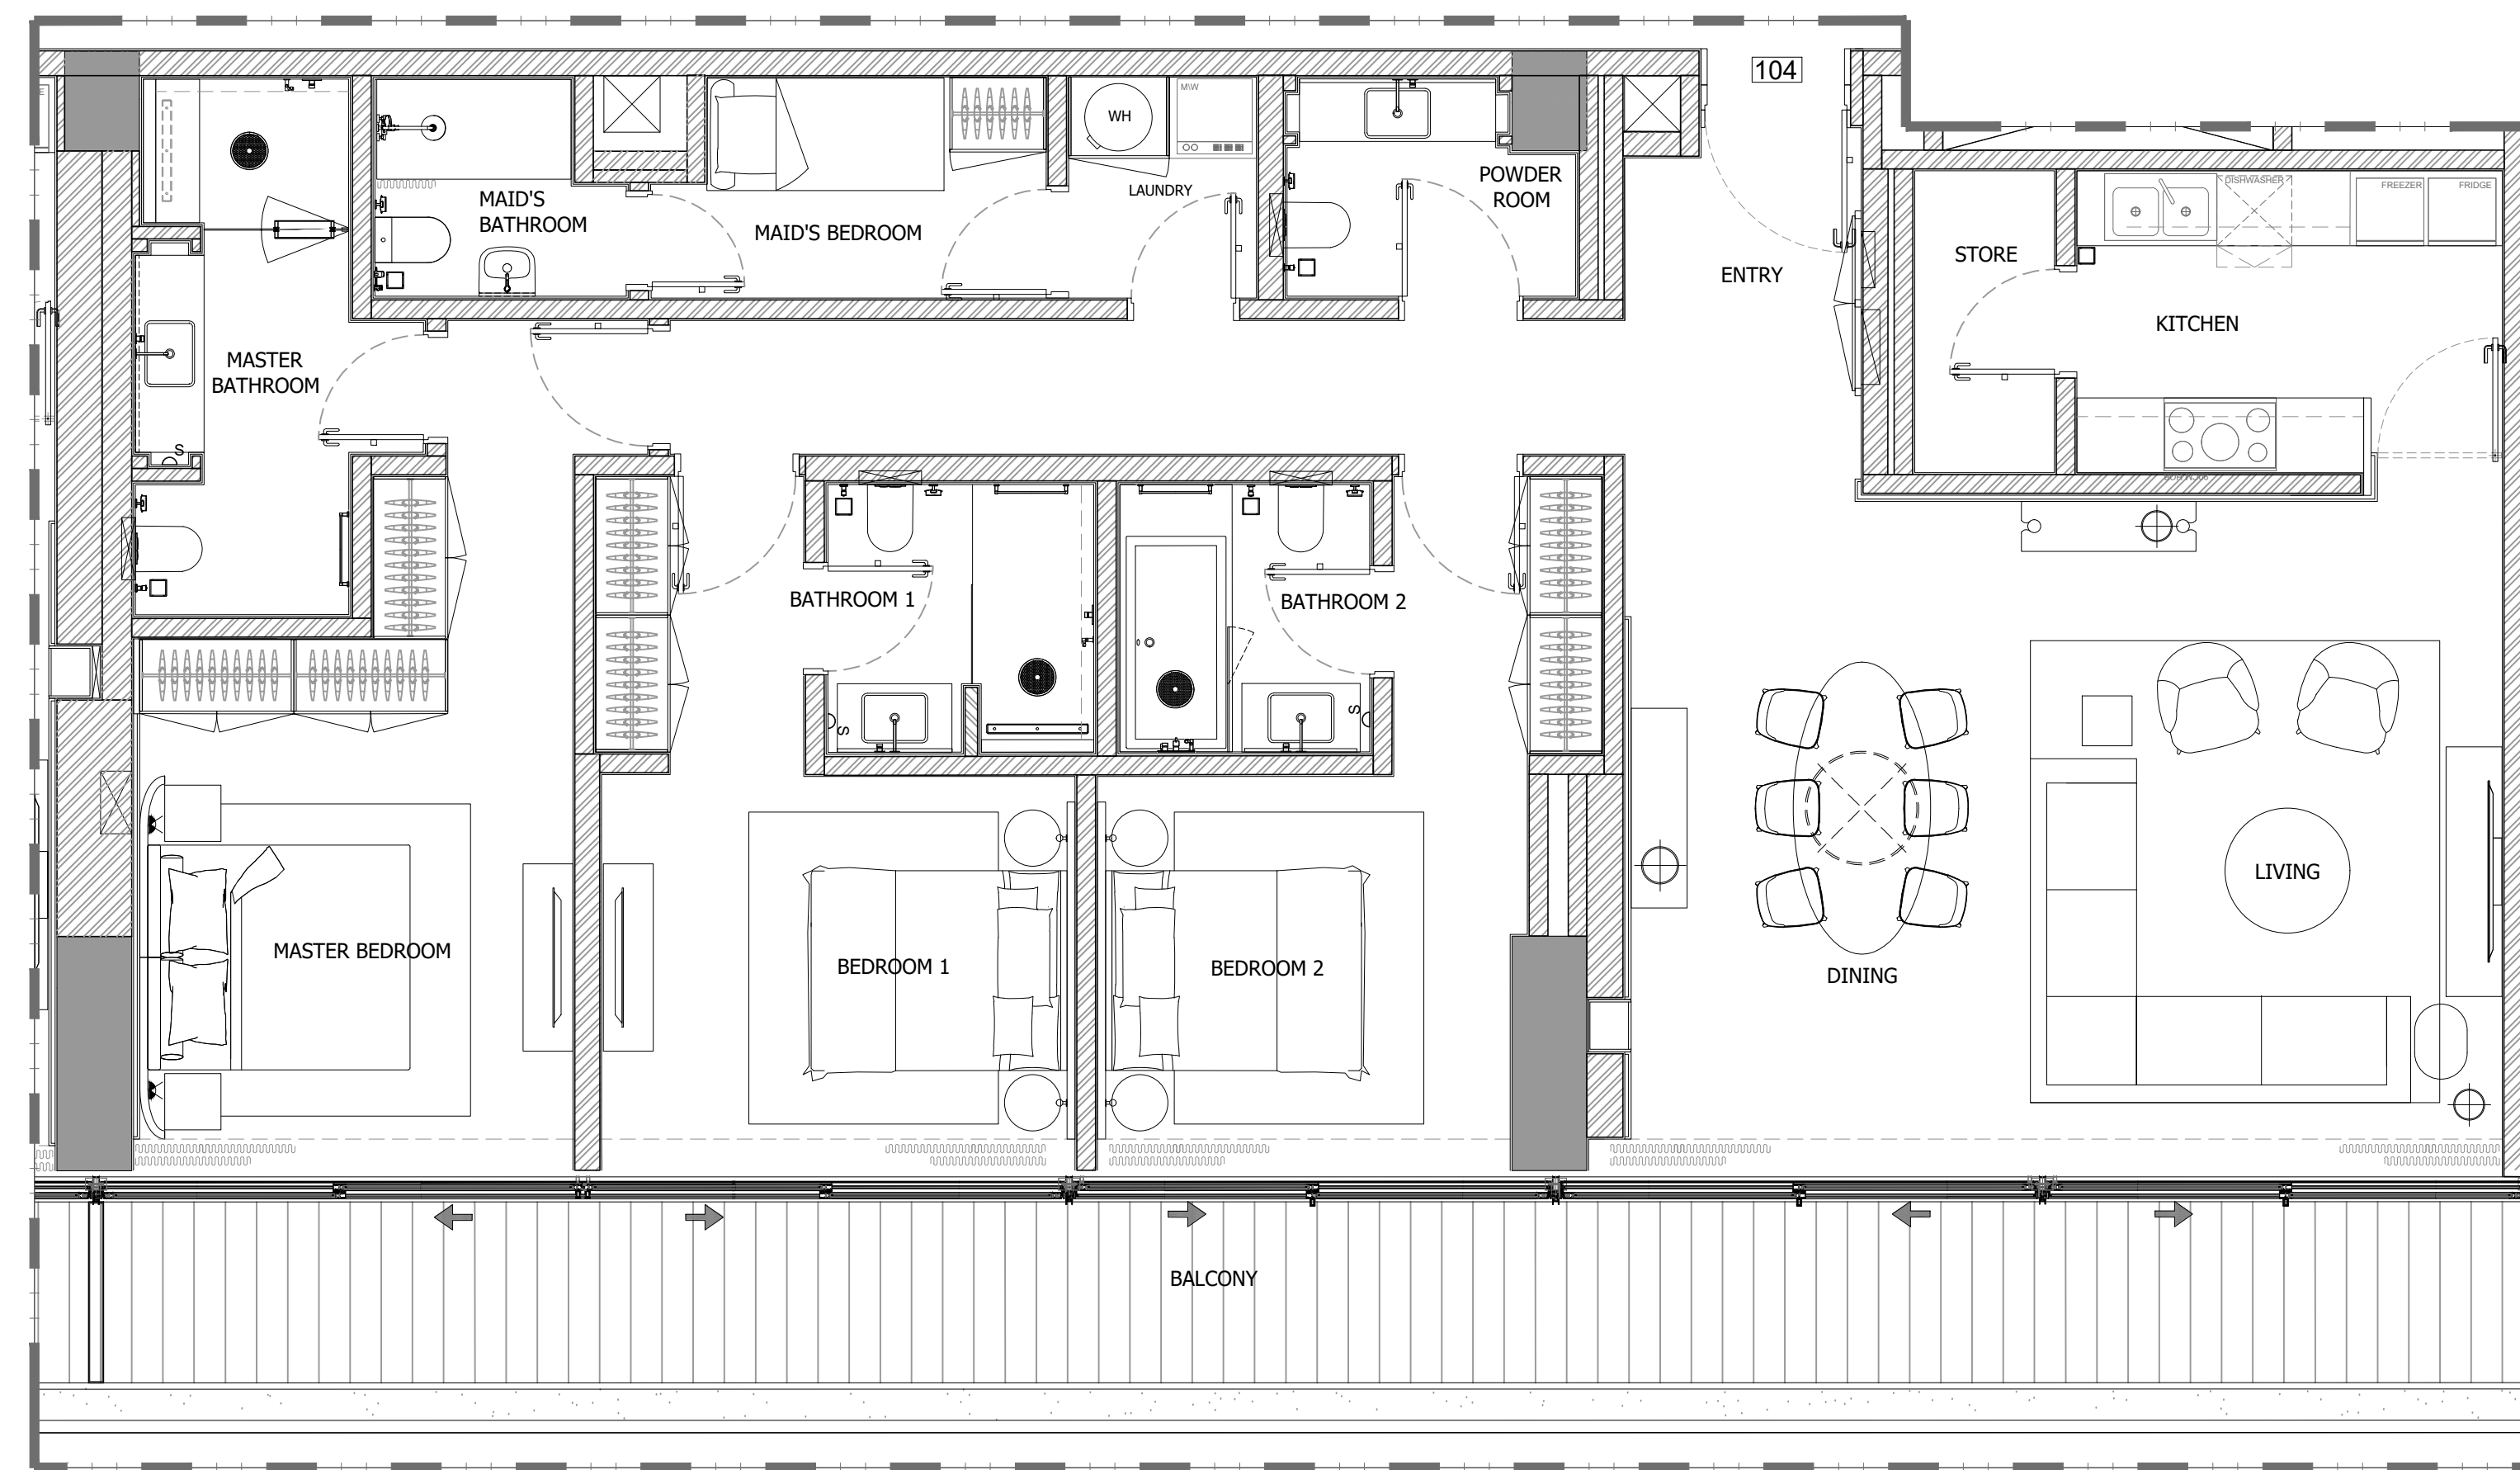 104
M\W
WH
LAUNDRY
POWDER
ROOM
MAID'S
BATHROOM
MAID'S BEDROOM
DISHWASHER
FREEZER
FRIDGE
STORE
ENTRY
KITCHEN
MASTER
BATHROOM
S
BATHROOM 1
BATHROOM 2
S
S
LIVING
MASTER BEDROOM
BEDROOM 1
BEDROOM 2
DINING
BALCONY